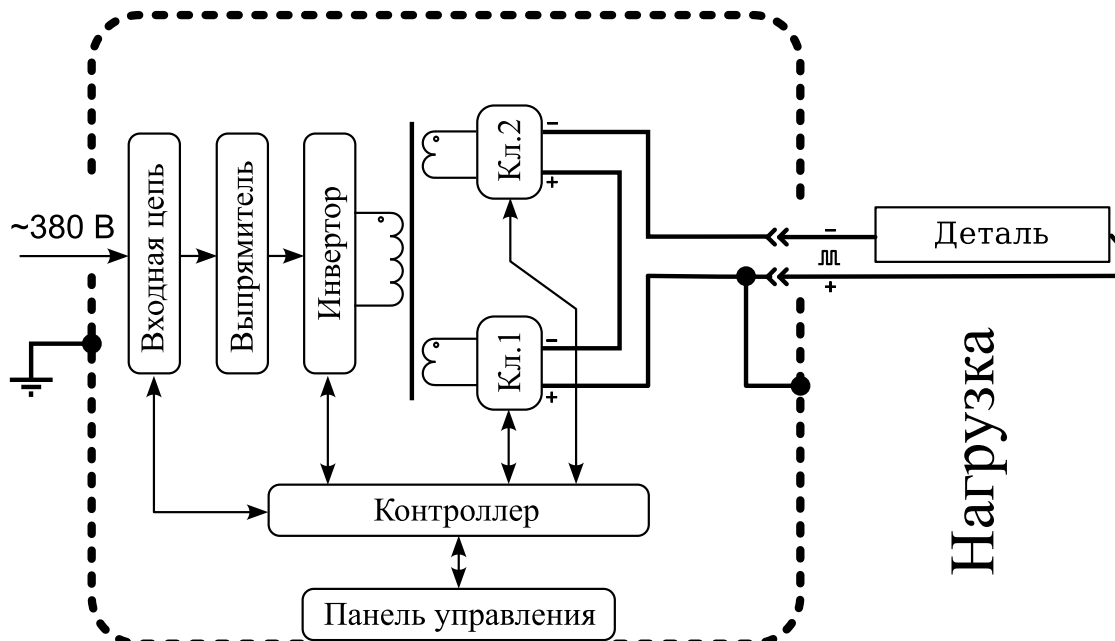 ~380 В
Входная цепь
Выпрямитель
Инвертор
Кл.2
-
+
Кл.1
-
+
-
+
Деталь
Нагрузка
Контроллер
Панель управления